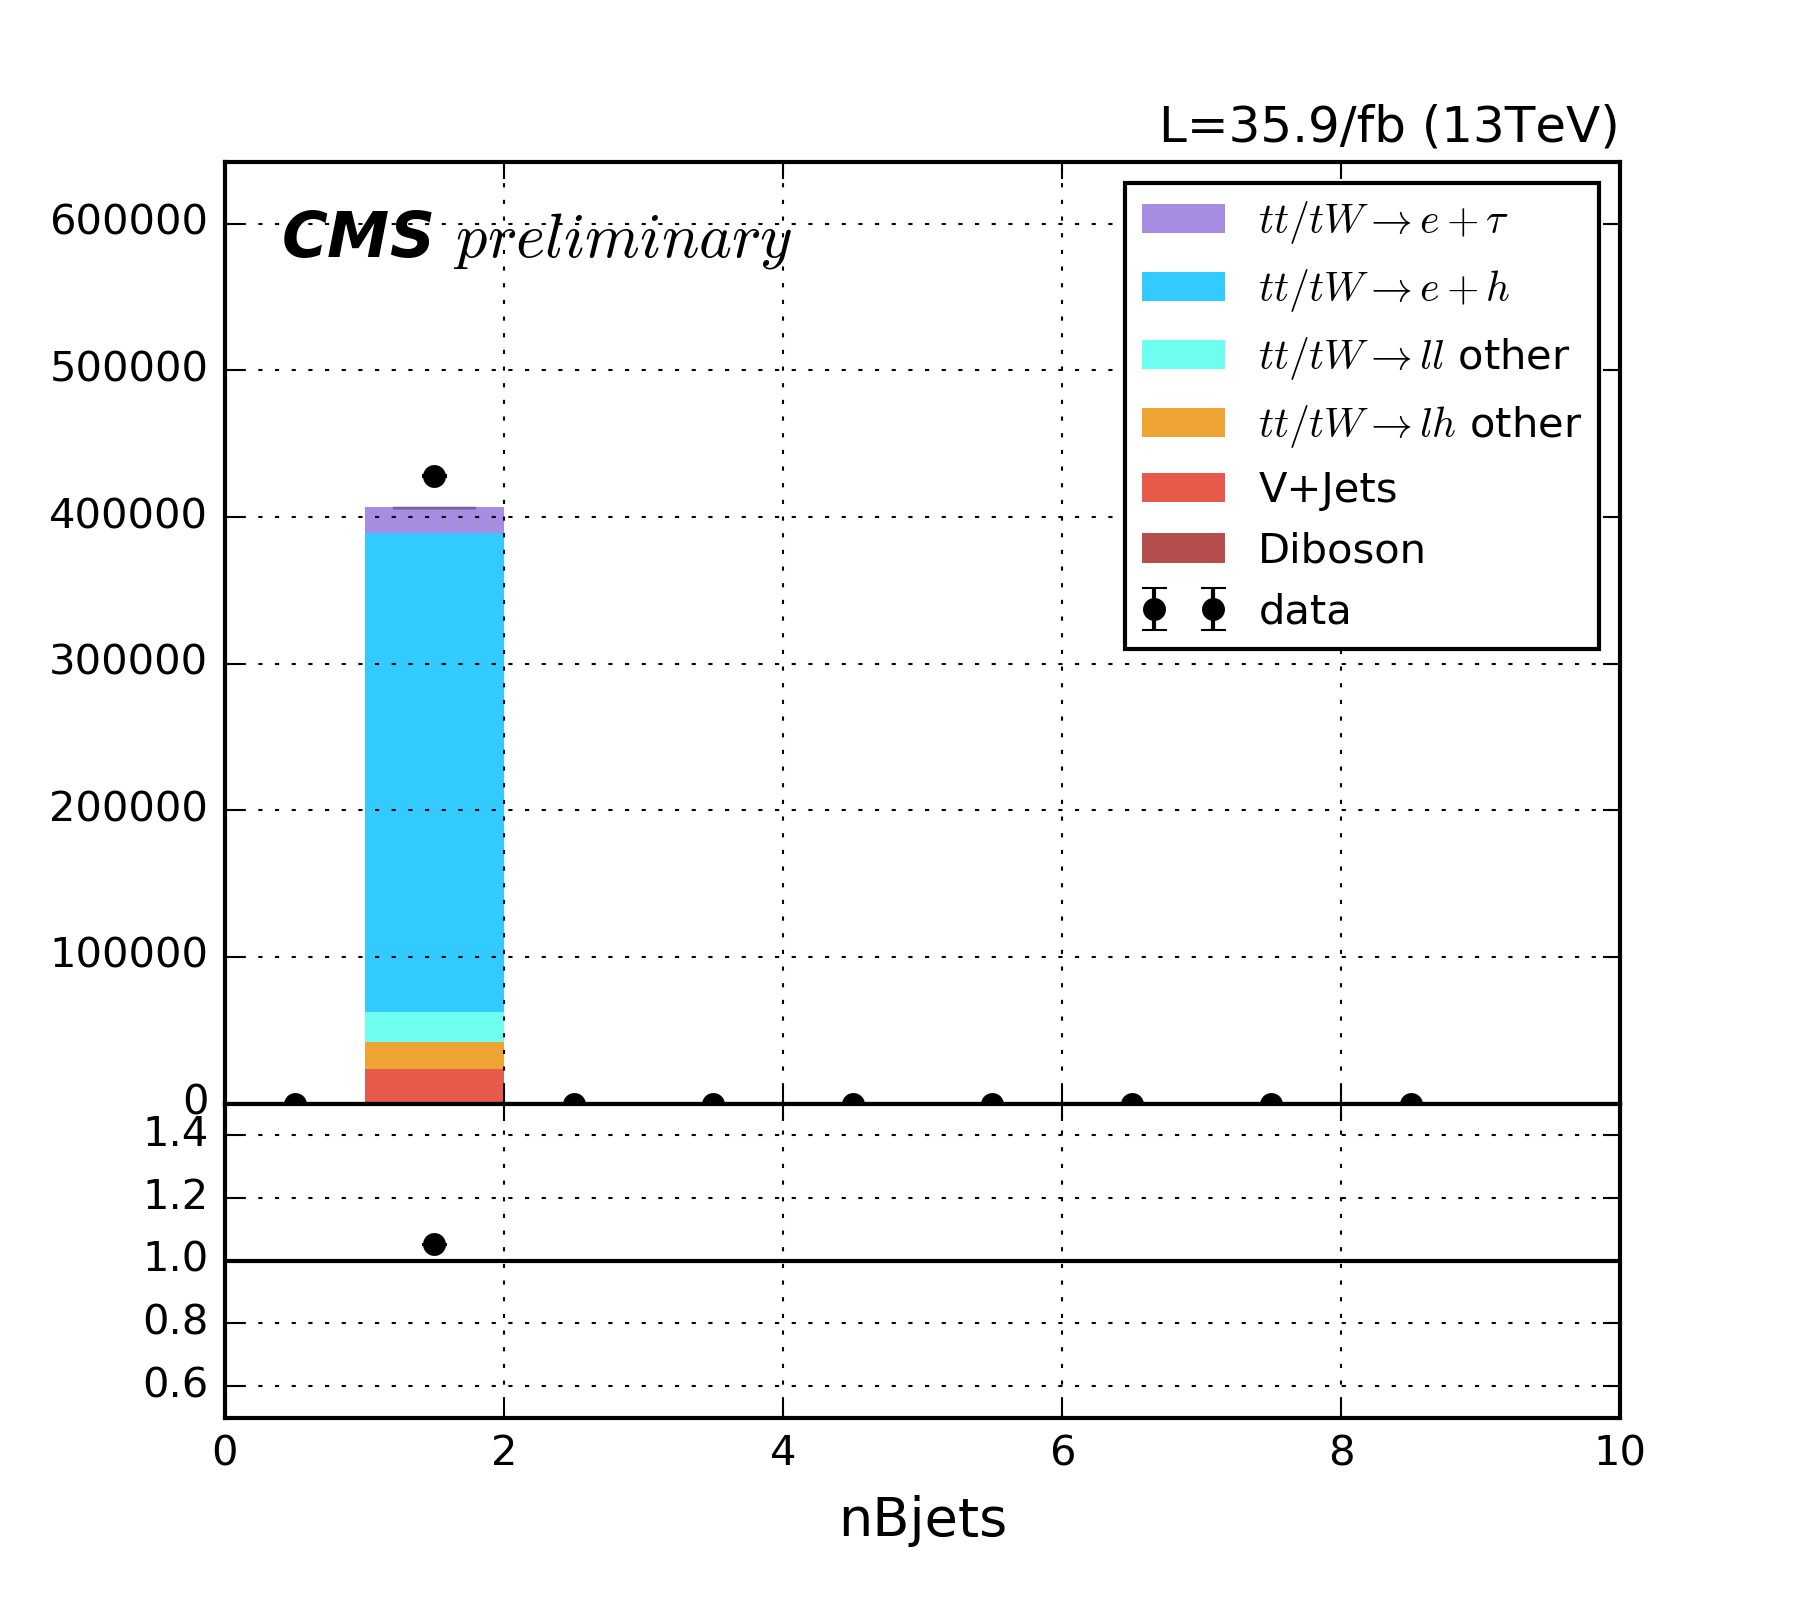 L=35.9/fb (13TeV)
CMS preliminary
600000
500000
400000
300000
200000
100000
0
tt/tW→e+τ
tt/tW→e+h
tt/tW→ll other
tt/tW→lh other
V+Jets
Diboson
data
1.4
1.2
1.0
0.8
0.6
0 2 4 6 8 10
nBjets